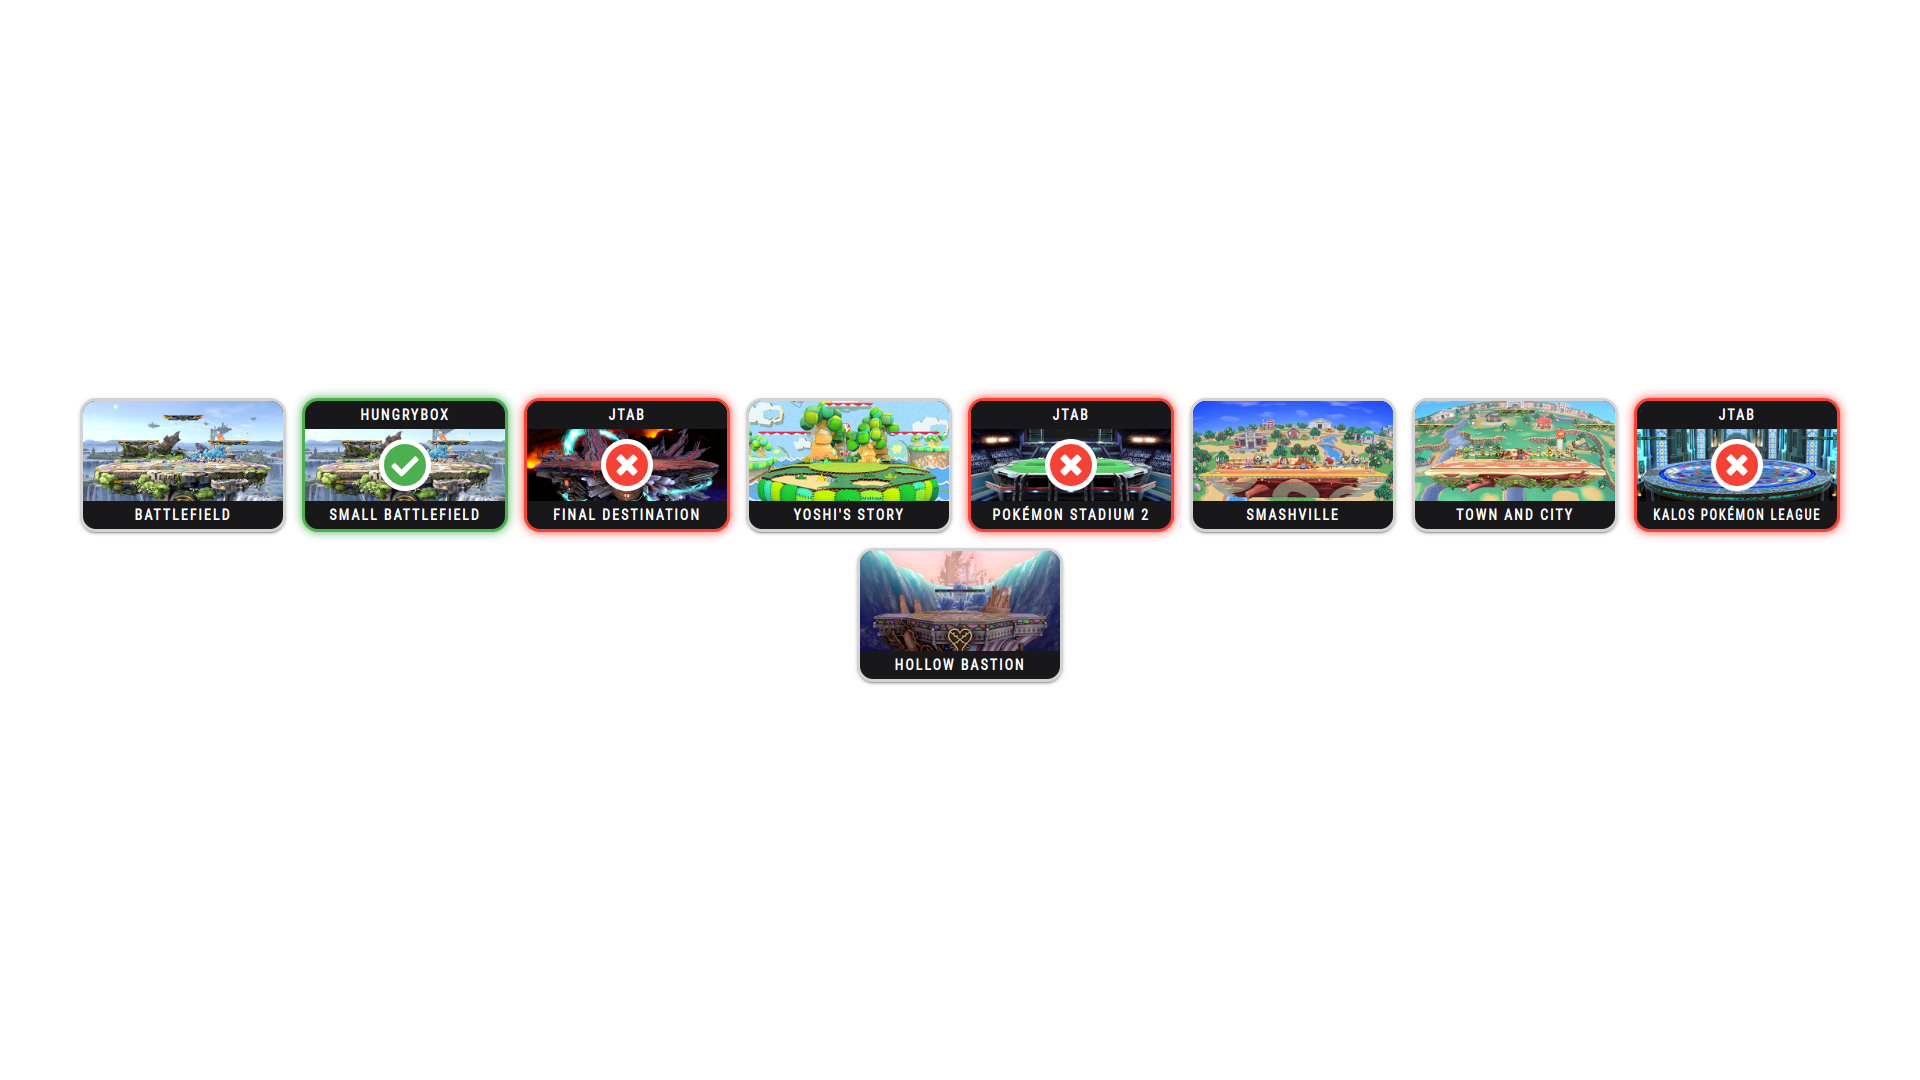 BATTLEFIELD
HUNGRYBOX
SMALL BATTLEFIELD
JTAB
FINAL DESTINATION
YOSHI'S STORY
JTAB
POKÉMON STADIUM 2
SMASHVILLE
TOWN AND CITY
JTAB
KALOS POKÉMON LEAGUE
HOLLOW BASTION